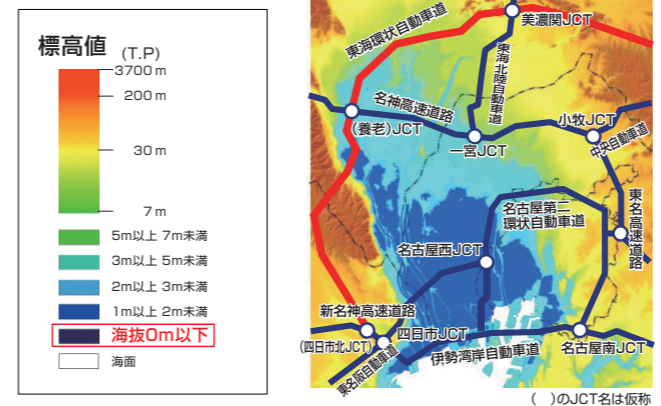 標高値 (T.P)
3700m
200m
30m
7m
5m以上 7m未満
3m以上 5m未満
2m以上 3m未満
1m以上 2m未満
海抜0m以下
海面
美濃関JCT
東海環状自動車道
東海北陸自動車道
名神高速道路
(養老)JCT
一宮JCT
小牧JCT
中央自動車道
東名高速道路
名古屋第二
環状自動車道
名古屋西JCT
新名神高速道路
(四日市北JCT)
四日市JCT
東名阪自動車道
伊勢湾岸自動車道
名古屋南JCT
( )のJCT名は仮称